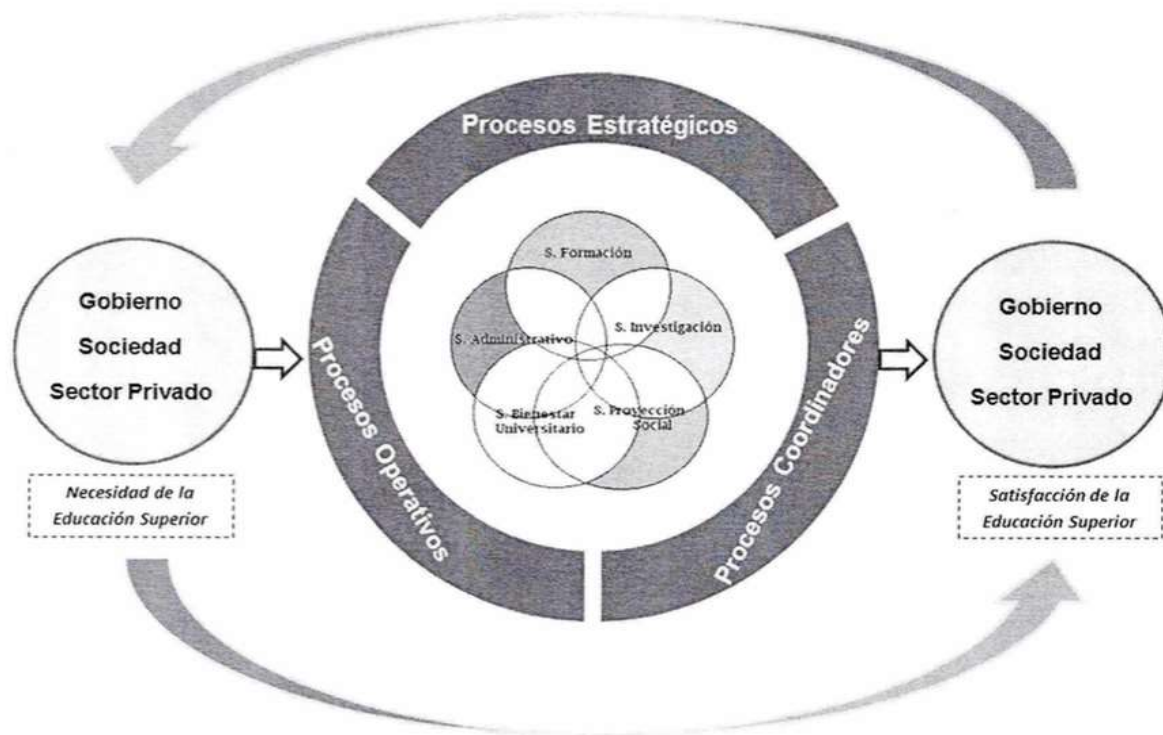 Procesos Estratégicos
Gobierno
Sociedad
Sector Privado
Necesidad de la
Educación Superior
Procesos Operativos
S. Formación
S. Administrativo
S. Investigación
S. Bienestar
Universitario
S. Proyección
Social
Procesos Coordinadores
Gobierno
Sociedad
Sector Privado
Satisfacción de la
Educación Superior